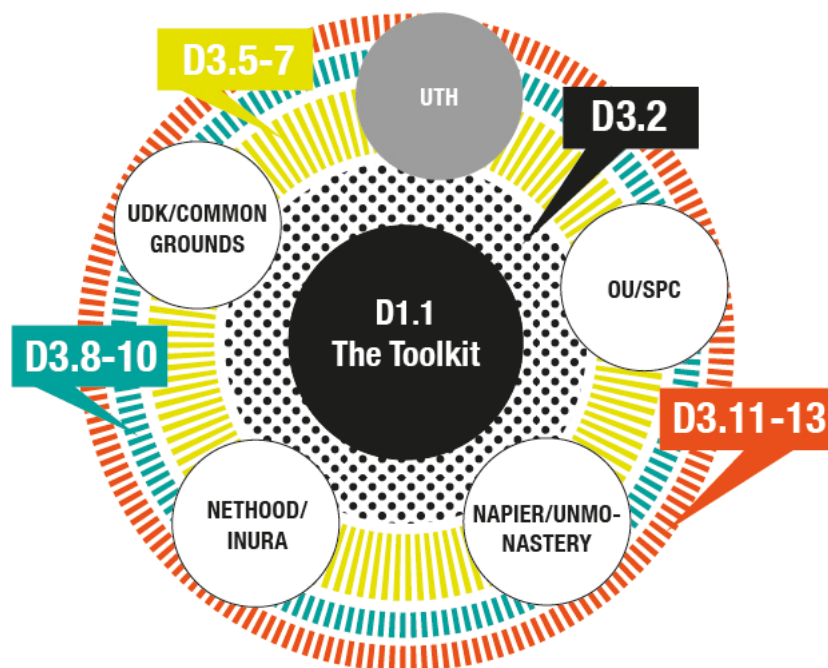 D3.5-7
UTH
D3.2
UDK/COMMON
GROUNDS
OU/SPC
D1.1
The Toolkit
D3.8-10
D3.11-13
NETHOOD/
INURA
NAPIER/UNMO-
NASTERY